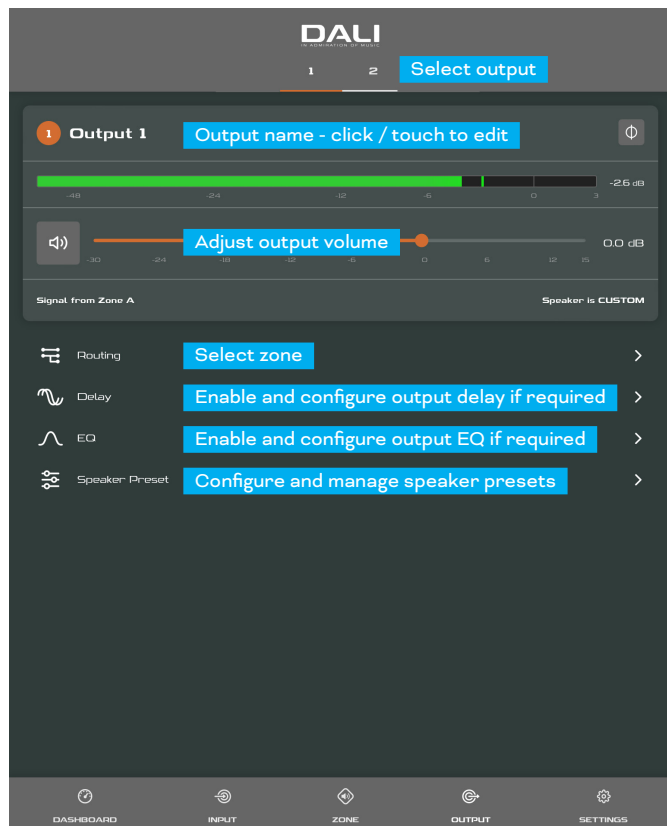 DALI
IN ADMIRATION OF MUSIC
1 2 Select output
1 Output 1 Output name - click / touch to edit
-2.6 dB
-48 -24 -12 -6 0 3
Adjust output volume 0.0 dB
-30 -24 -18 -12 -6 0 6 12 15
Signal from Zone A Speaker is CUSTOM
Routing Select zone
Delay Enable and configure output delay if required
EQ Enable and configure output EQ if required
Speaker Preset Configure and manage speaker presets
DASHBOARD INPUT ZONE OUTPUT SETTINGS